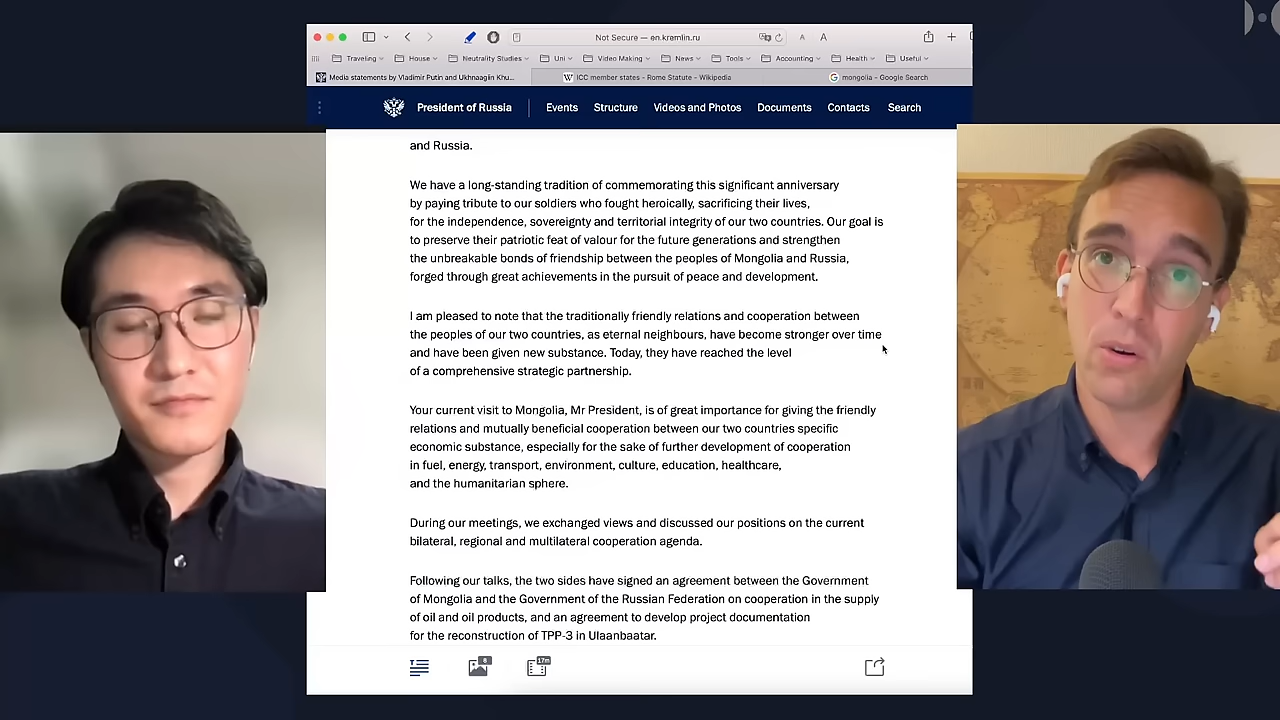 Not Secure — en.kremlin.ru
A
A
Traveling
House
Neutrality Studies
Uni
Video Making
News
Tools
Accounting
Health
Useful
Media statements by Vladimir Putin and Ukhnaagiin Khu...
ICC member states - Rome Statute - Wikipedia
mongolia - Google Search
President of Russia
Events
Structure
Videos and Photos
Documents
Contacts
Search
and Russia.
We have a long-standing tradition of commemorating this significant anniversary
by paying tribute to our soldiers who fought heroically, sacrificing their lives,
for the independence, sovereignty and territorial integrity of our two countries. Our goal is
to preserve their patriotic feat of valour for the future generations and strengthen
the unbreakable bonds of friendship between the peoples of Mongolia and Russia,
forged through great achievements in the pursuit of peace and development.
I am pleased to note that the traditionally friendly relations and cooperation between
the peoples of our two countries, as eternal neighbours, have become stronger over time
and have been given new substance. Today, they have reached the level
of a comprehensive strategic partnership.
Your current visit to Mongolia, Mr President, is of great importance for giving the friendly
relations and mutually beneficial cooperation between our two countries specific
economic substance, especially for the sake of further development of cooperation
in fuel, energy, transport, environment, culture, education, healthcare,
and the humanitarian sphere.
During our meetings, we exchanged views and discussed our positions on the current
bilateral, regional and multilateral cooperation agenda.
Following our talks, the two sides have signed an agreement between the Government
of Mongolia and the Government of the Russian Federation on cooperation in the supply
of oil and oil products, and an agreement to develop project documentation
for the reconstruction of TPP-3 in Ulaanbaatar.
8
17m